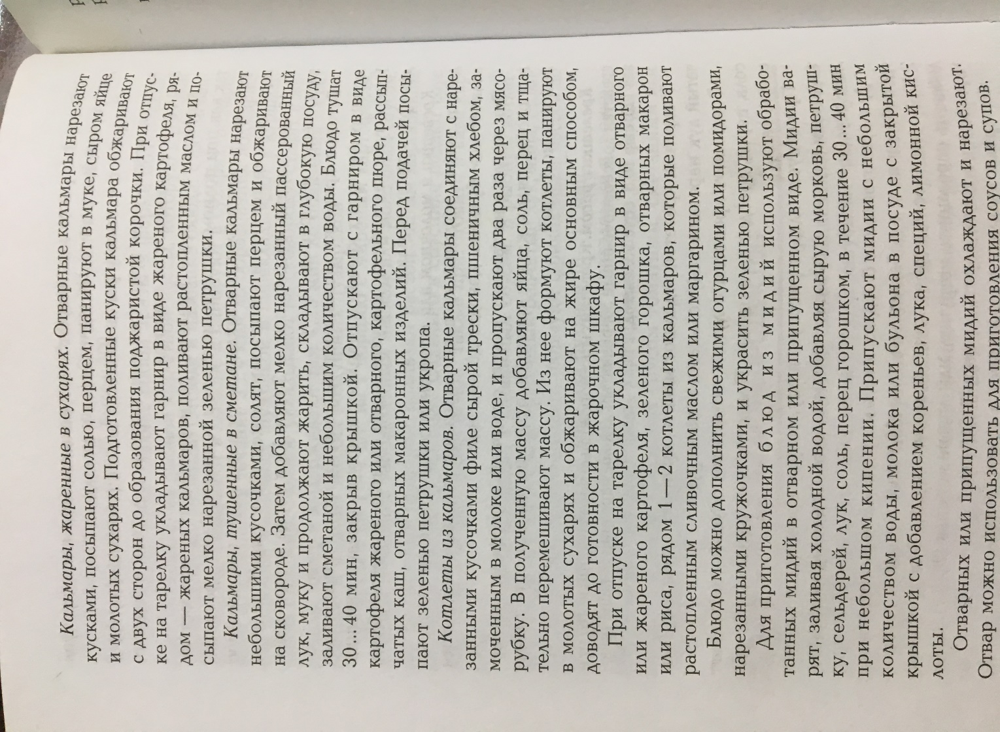 Кальмары, жаренные в сухарях. Отварные кальмары нарезают
кусками, посыпают солью, перцем, панируют в муке, сыром яйце
и молотых сухарях. Подготовленные куски кальмара обжаривают
с двух сторон до образования поджаристой корочки. При отпус-
ке на тарелку укладывают гарнир в виде жареного картофеля, ря-
дом — жареных кальмаров, поливают растопленным маслом и по-
сыпают мелко нарезанной зеленью петрушки.
Кальмары, тушенные в сметане. Отварные кальмары нарезают
небольшими кусочками, солят, посыпают перцем и обжаривают
на сковороде. Затем добавляют мелко нарезанный пассерованный
лук, муку и продолжают жарить, складывают в глубокую посуду,
заливают сметаной и небольшим количеством воды. Блюдо тушат
30...40 мин, закрыв крышкой. Отпускают с гарниром в виде
картофеля жареного или отварного, картофельного пюре, рассып-
чатых каш, отварных макаронных изделий. Перед подачей посы-
пают зеленью петрушки или укропа.
Котлеты из кальмаров. Отварные кальмары соединяют с наре-
занными кусочками филе сырой трески, пшеничным хлебом, за-
моченным в молоке или воде, и пропускают два раза через мясо-
рубку. В полученную массу добавляют яйца, соль, перец и тща-
тельно перемешивают массу. Из нее формуют котлеты, панируют
в молотых сухарях и обжаривают на жире основным способом,
доводят до готовности в жарочном шкафу.
При отпуске на тарелку укладывают гарнир в виде отварного
или жареного картофеля, зеленого горошка, отварных макарон
или риса, рядом 1—2 котлеты из кальмаров, которые поливают
растопленным сливочным маслом или маргарином.
Блюдо можно дополнить свежими огурцами или помидорами,
нарезанными кружочками, и украсить зеленью петрушки.
Для приготовления блюд из мидий используют обрабо-
танных мидий в отварном или припущенном виде. Мидии ва-
рят, заливая холодной водой, добавляя сырую морковь, петруш-
ку, сельдерей, лук, соль, перец горошком, в течение 30...40 мин
при небольшом кипении. Припускают мидии с небольшим
количеством воды, молока или бульона в посуде с закрытой
крышкой с добавлением кореньев, лука, специй, лимонной кис-
лоты.
Отварных или припущенных мидий охлаждают и нарезают.
Отвар можно использовать для приготовления соусов и супов.